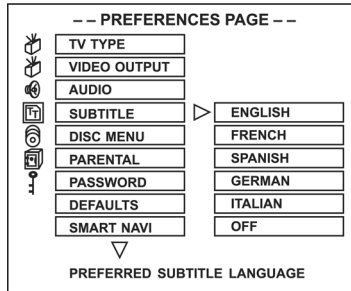 -- PREFERENCES PAGE --
TV TYPE
VIDEO OUTPUT
AUDIO
SUBTITLE
DISC MENU
PARENTAL
PASSWORD
DEFAULTS
SMART NAVI
ENGLISH
FRENCH
SPANISH
GERMAN
ITALIAN
OFF
PREFERRED SUBTITLE LANGUAGE